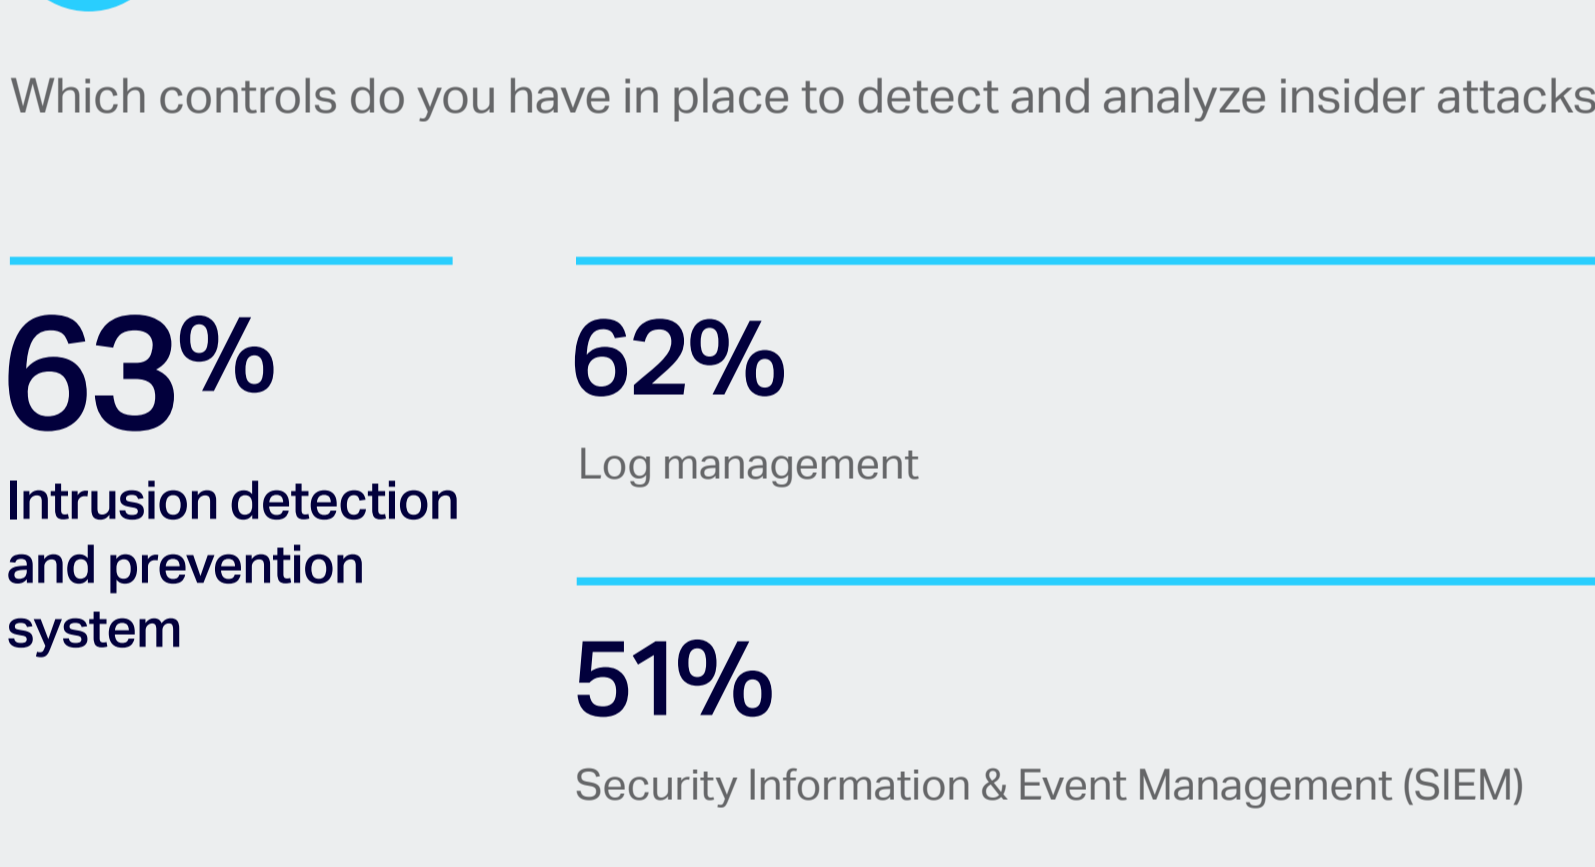 Which controls do you have in place to detect and analyze insider attacks
63%
Intrusion detection
and prevention
system
62%
Log management
51%
Security Information & Event Management (SIEM)